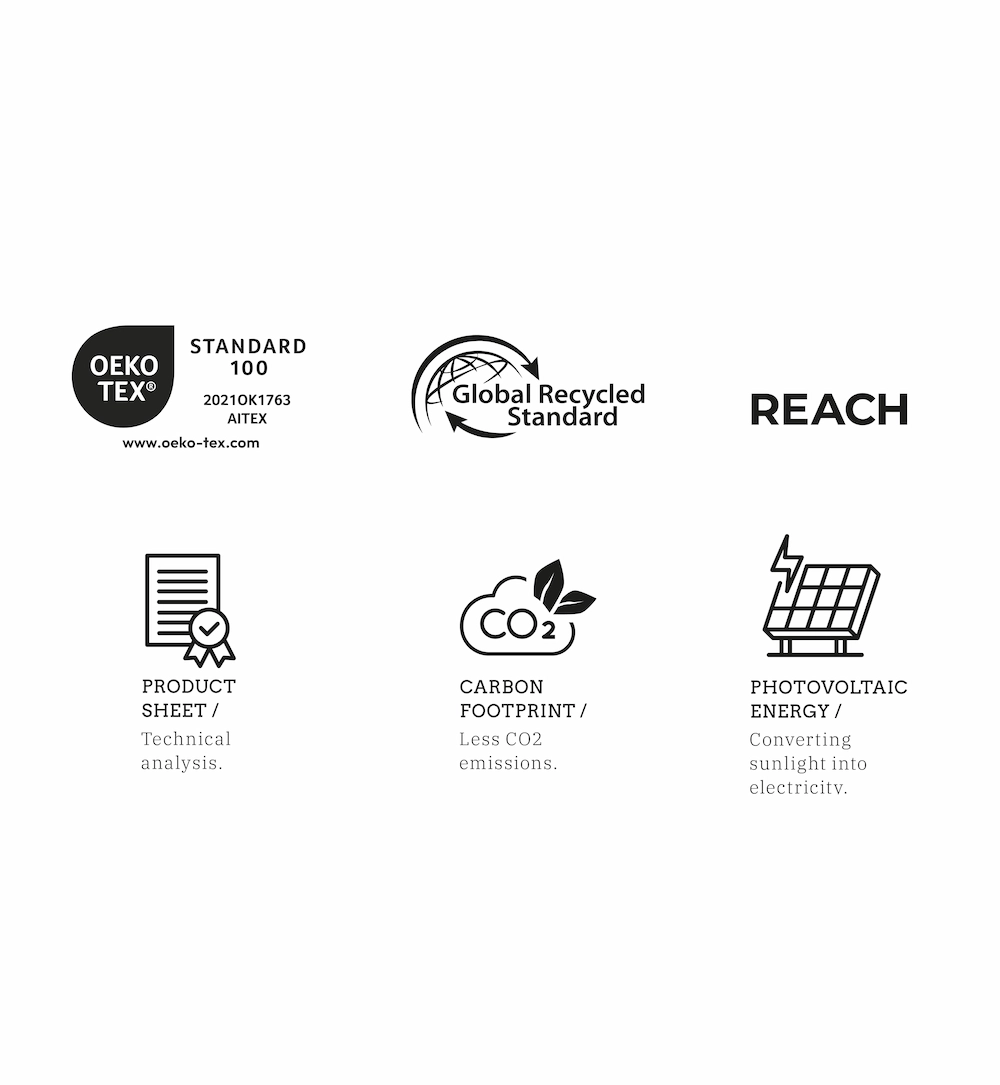 OEKO
TEX®
STANDARD
100
2021OK1763
AITEX
www.oeko-tex.com
Global Recycled
Standard
REACH
CO2
PRODUCT
SHEET /
Technical
analysis.
CARBON
FOOTPRINT /
Less CO2
emissions.
PHOTOVOLTAIC
ENERGY /
Converting
sunlight into
electricity.